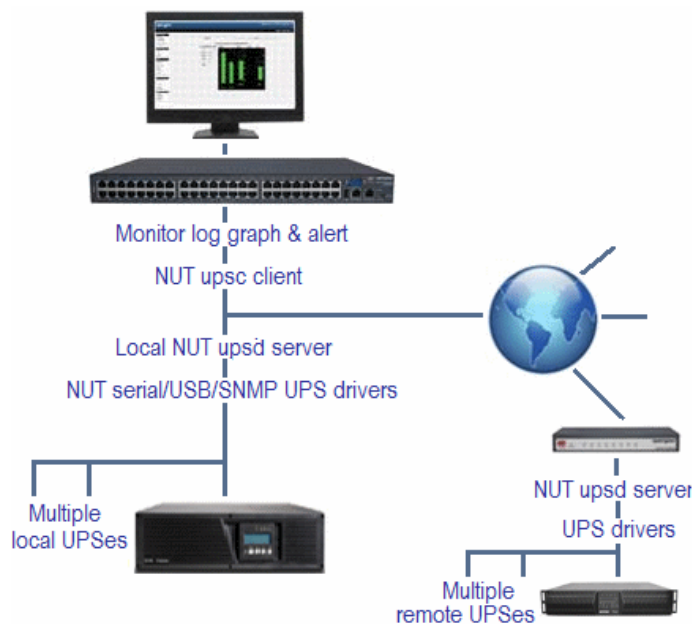 Monitor log graph & alert
NUT upsc client
Local NUT upsd server
NUT serial/USB/SNMP UPS drivers
Multiple
local UPSes
NUT upsd server
UPS drivers
Multiple
remote UPSes